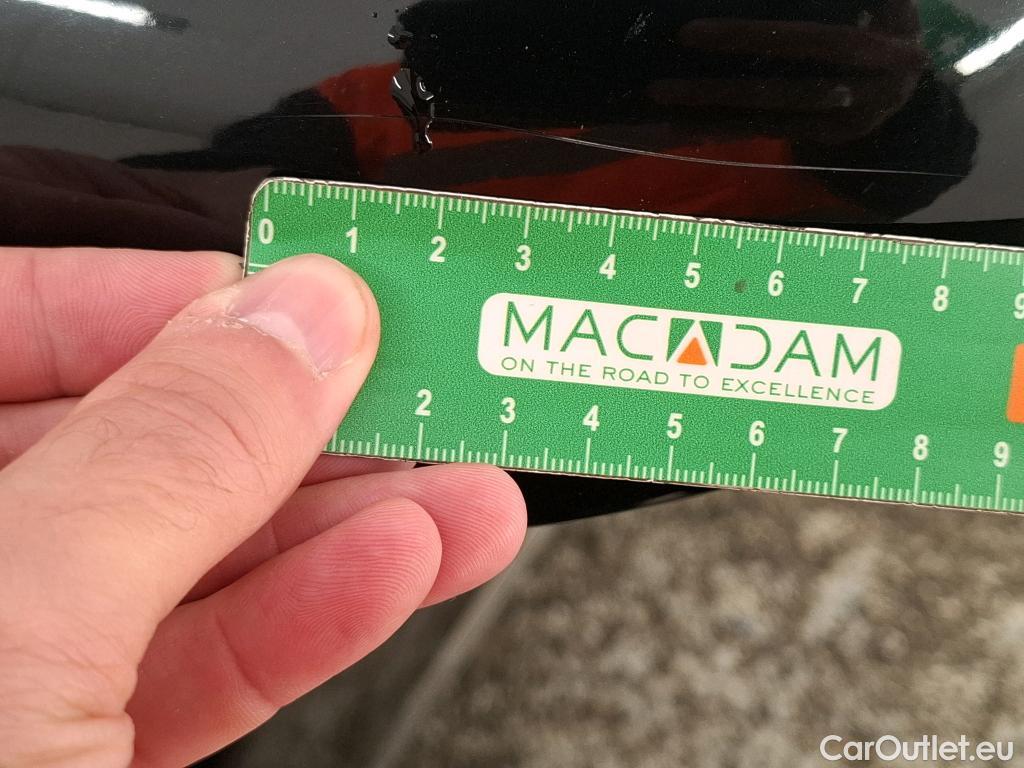 0 1 2 3 4 5 6 7 8 9
MACADAM
ON THE ROAD TO EXCELLENCE
2 3 4 5 6 7 8 9
CarOutlet.eu